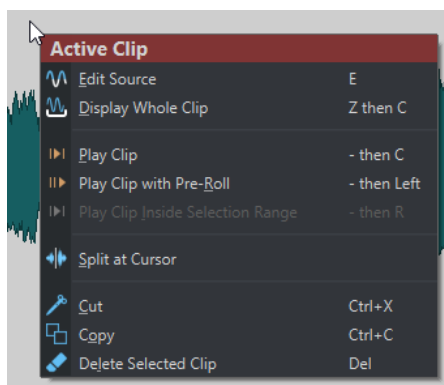 Active Clip
Edit Source E
Display Whole Clip Z then C
Play Clip - then C
Play Clip with Pre-Roll - then Left
Play Clip Inside Selection Range - then R
Split at Cursor
Cut Ctrl+X
Copy Ctrl+C
Delete Selected Clip Del